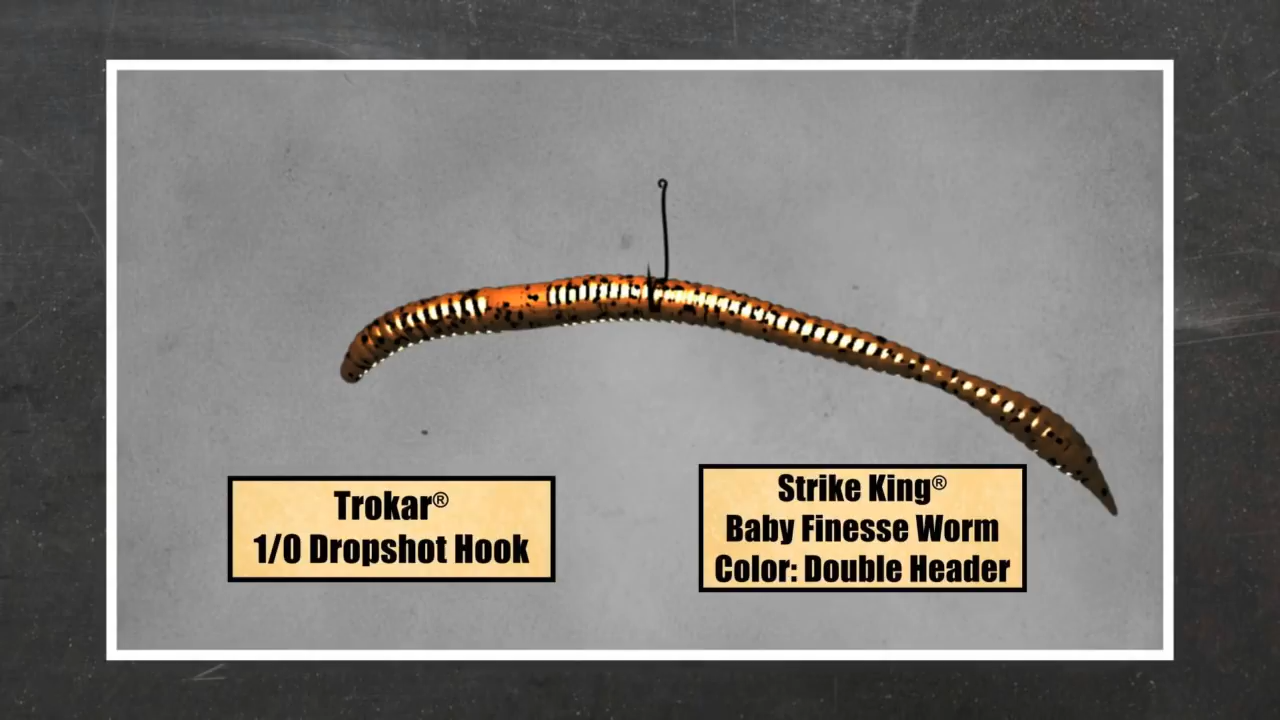 Trokar®
1/0 Dropshot Hook
Strike King®
Baby Finesse Worm
Color: Double Header